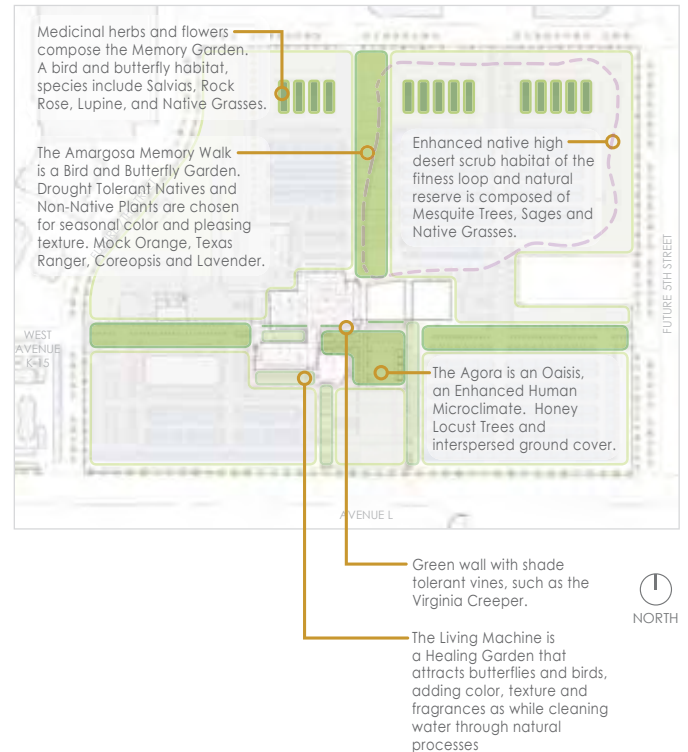 Medicinal herbs and flowers
compose the Memory Garden.
A bird and butterfly habitat,
species include Salvias, Rock
Rose, Lupine, and Native Grasses.
The Amargosa Memory Walk
is a Bird and Butterfly Garden.
Drought Tolerant Natives and
Non-Native Plants are chosen
for seasonal color and pleasing
texture. Mock Orange, Texas
Ranger, Coreopsis and Lavender.
Enhanced native high
desert scrub habitat of the
fitness loop and natural
reserve is composed of
Mesquite Trees, Sages and
Native Grasses.
FUTURE 5TH STREET
WEST
AVENUE
K-15
The Agora is an Oaisis,
an Enhanced Human
Microclimate. Honey
Locust Trees and
interspersed ground cover.
AVENUE L
Green wall with shade
tolerant vines, such as the
Virginia Creeper.
NORTH
The Living Machine is
a Healing Garden that
attracts butterflies and birds,
adding color, texture and
fragrances as while cleaning
water through natural
processes